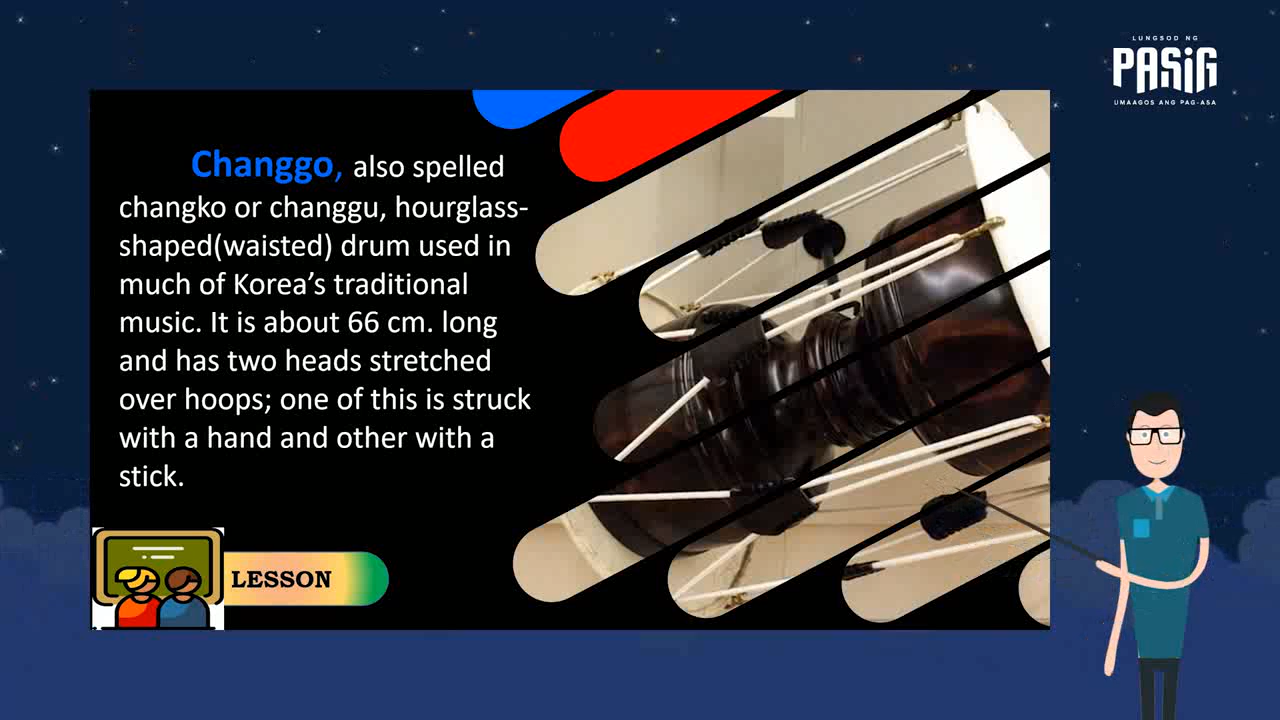 LUNGSOD NG
PASIG
UMAAGOS ANG PAG-ASA
Changgo, also spelled
changko or changgu, hourglass-
shaped(waisted) drum used in
much of Korea’s traditional
music. It is about 66 cm. long
and has two heads stretched
over hoops; one of this is struck
with a hand and other with a
stick.
LESSON